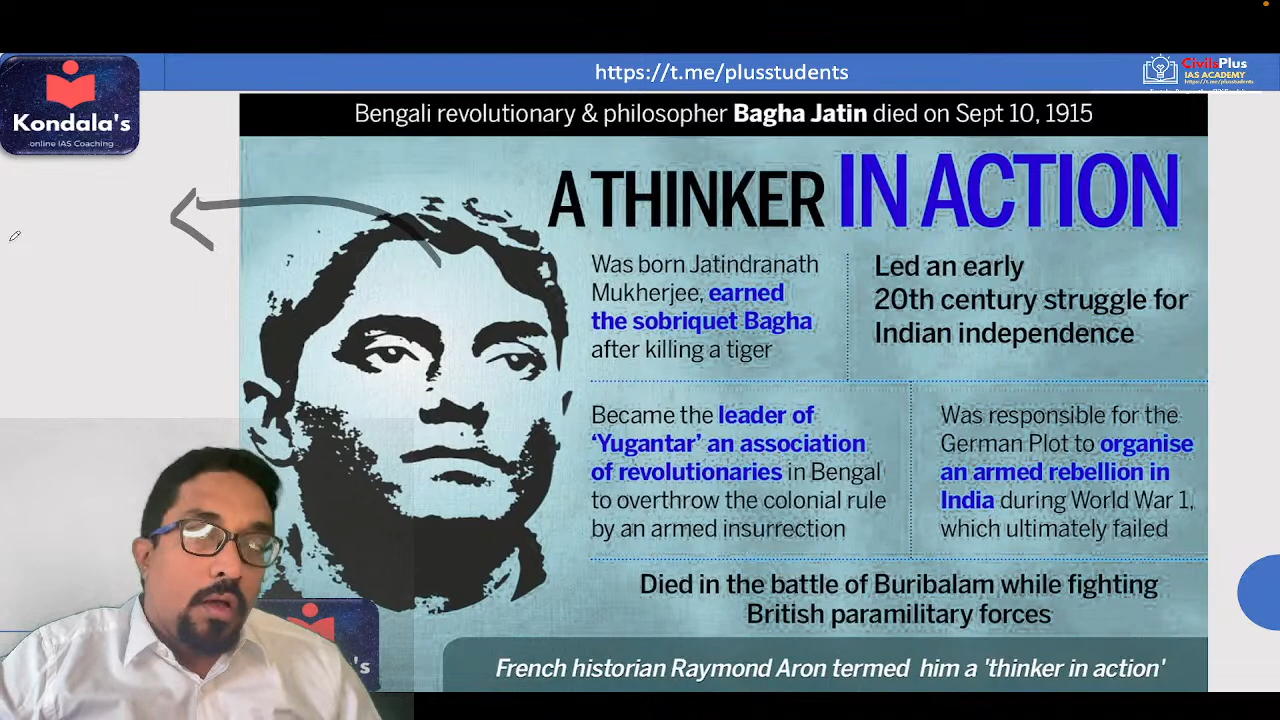 https://t.me/plusstudents
CivilsPlus
IAS ACADEMY
https://t.me/plusstudents
Kondala's
online IAS Coaching
Bengali revolutionary & philosopher Bagha Jatin died on Sept 10, 1915
A THINKER IN ACTION
Was born Jatindranath
Mukherjee, earned
the sobriquet Bagha
after killing a tiger
Led an early
20th century struggle for
Indian independence
Became the leader of
‘Yugantar’ an association
of revolutionaries in Bengal
to overthrow the colonial rule
by an armed insurrection
Was responsible for the
German Plot to organise
an armed rebellion in
India during World War 1,
which ultimately failed
Died in the battle of Buribalam while fighting
British paramilitary forces
French historian Raymond Aron termed him a 'thinker in action'